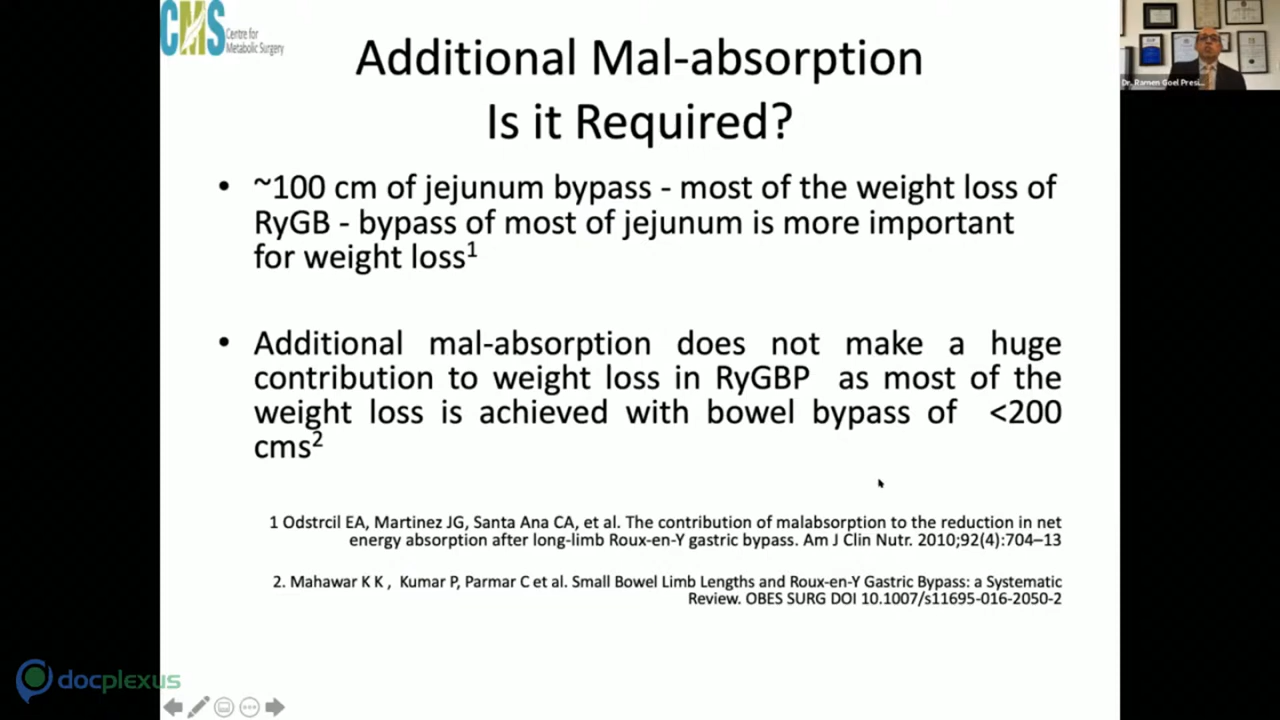 CMS
Centre for
Metabolic Surgery
Additional Mal-absorption
Is it Required?
Dr. Ramen Goel Presi...
• ~100 cm of jejunum bypass - most of the weight loss of
RyGB - bypass of most of jejunum is more important
for weight loss1
• Additional mal-absorption does not make a huge
contribution to weight loss in RyGBP as most of the
weight loss is achieved with bowel bypass of <200
cms2
1 Odstrcil EA, Martinez JG, Santa Ana CA, et al. The contribution of malabsorption to the reduction in net
energy absorption after long-limb Roux-en-Y gastric bypass. Am J Clin Nutr. 2010;92(4):704–13
2. Mahawar K K , Kumar P, Parmar C et al. Small Bowel Limb Lengths and Roux-en-Y Gastric Bypass: a Systematic
Review. OBES SURG DOI 10.1007/s11695-016-2050-2
docplexus